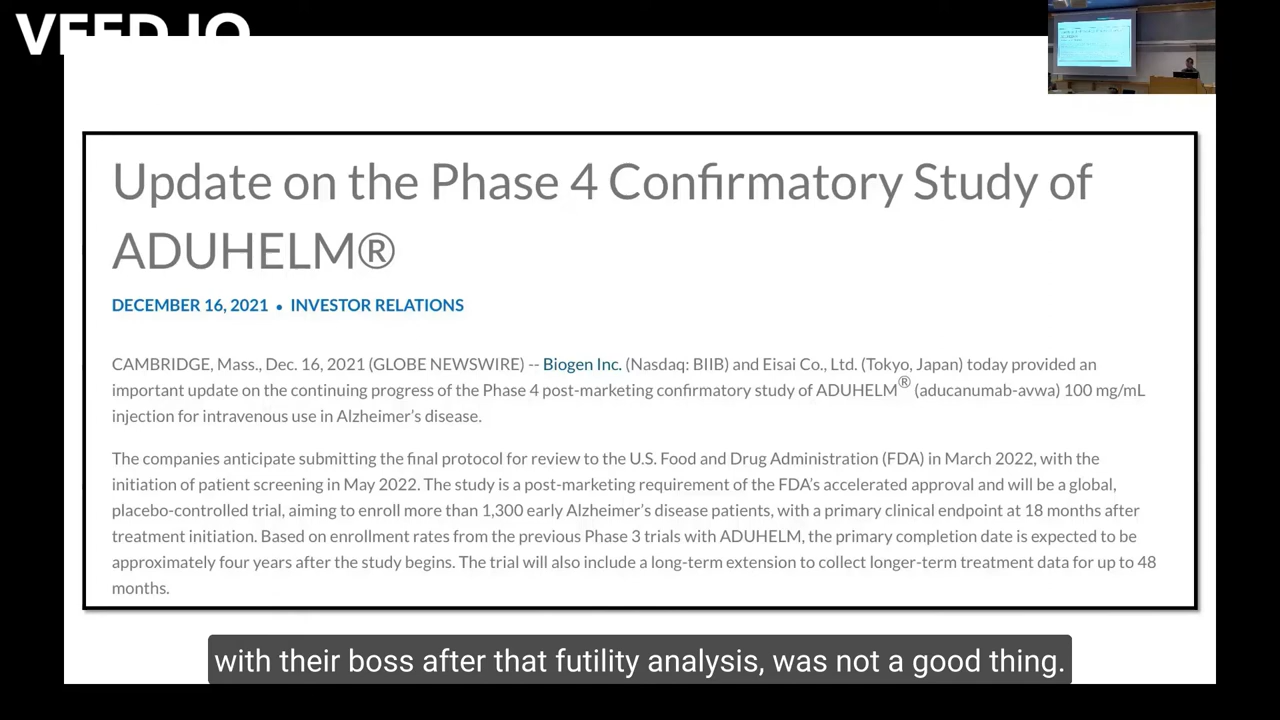 VEED.IO
Update on the Phase 4 Confirmatory Study of
ADUHELM®
DECEMBER 16, 2021 • INVESTOR RELATIONS
CAMBRIDGE, Mass., Dec. 16, 2021 (GLOBE NEWSWIRE) -- Biogen Inc. (Nasdaq: BIIB) and Eisai Co., Ltd. (Tokyo, Japan) today provided an
important update on the continuing progress of the Phase 4 post-marketing confirmatory study of ADUHELM® (aducanumab-avwa) 100 mg/mL
injection for intravenous use in Alzheimer’s disease.
The companies anticipate submitting the final protocol for review to the U.S. Food and Drug Administration (FDA) in March 2022, with the
initiation of patient screening in May 2022. The study is a post-marketing requirement of the FDA’s accelerated approval and will be a global,
placebo-controlled trial, aiming to enroll more than 1,300 early Alzheimer’s disease patients, with a primary clinical endpoint at 18 months after
treatment initiation. Based on enrollment rates from the previous Phase 3 trials with ADUHELM, the primary completion date is expected to be
approximately four years after the study begins. The trial will also include a long-term extension to collect longer-term treatment data for up to 48
months.
with their boss after that futility analysis, was not a good thing.